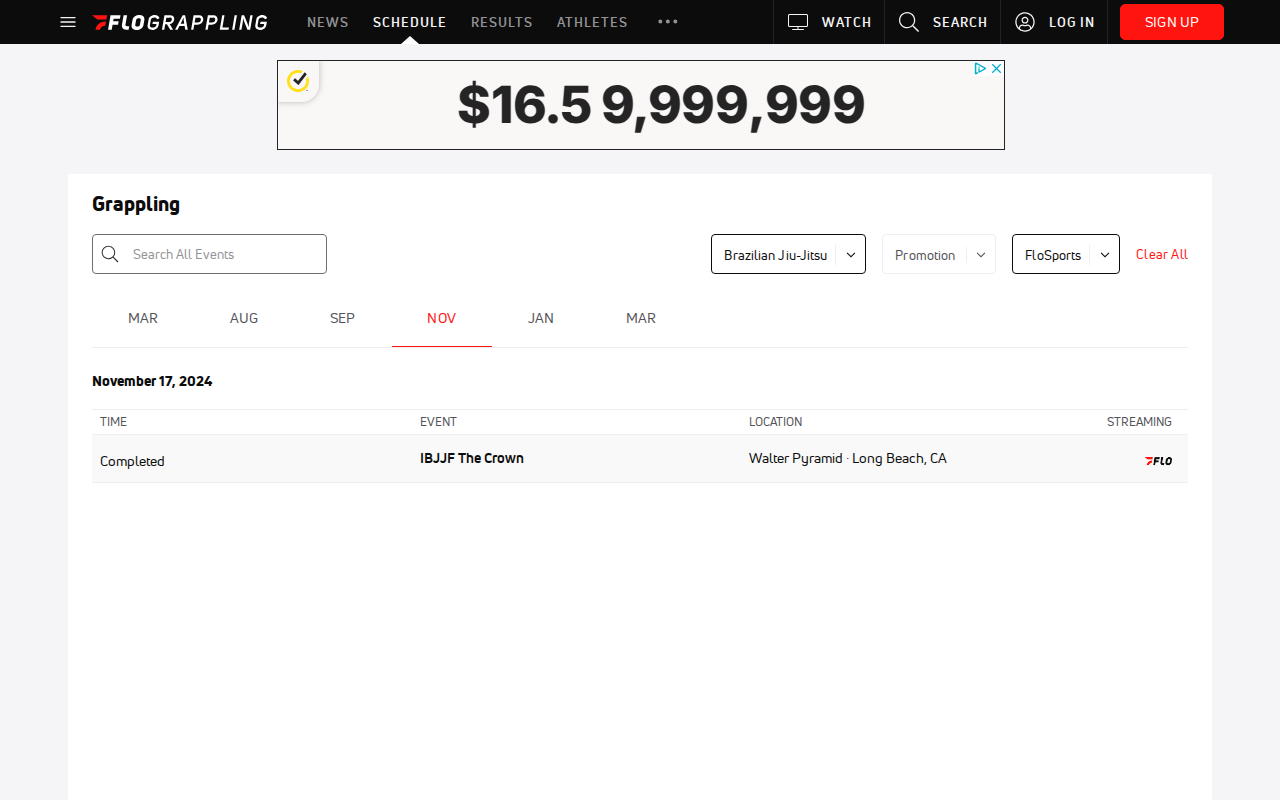 FLOGRAPPLING NEWS SCHEDULE RESULTS ATHLETES WATCH SEARCH LOG IN SIGN UP
$16.5 9,999,999
Grappling
Search All Events Brazilian Jiu-Jitsu Promotion FloSports Clear All
MAR AUG SEP NOV JAN MAR
November 17, 2024
TIME EVENT LOCATION STREAMING
Completed IBJJF The Crown Walter Pyramid · Long Beach, CA FLO